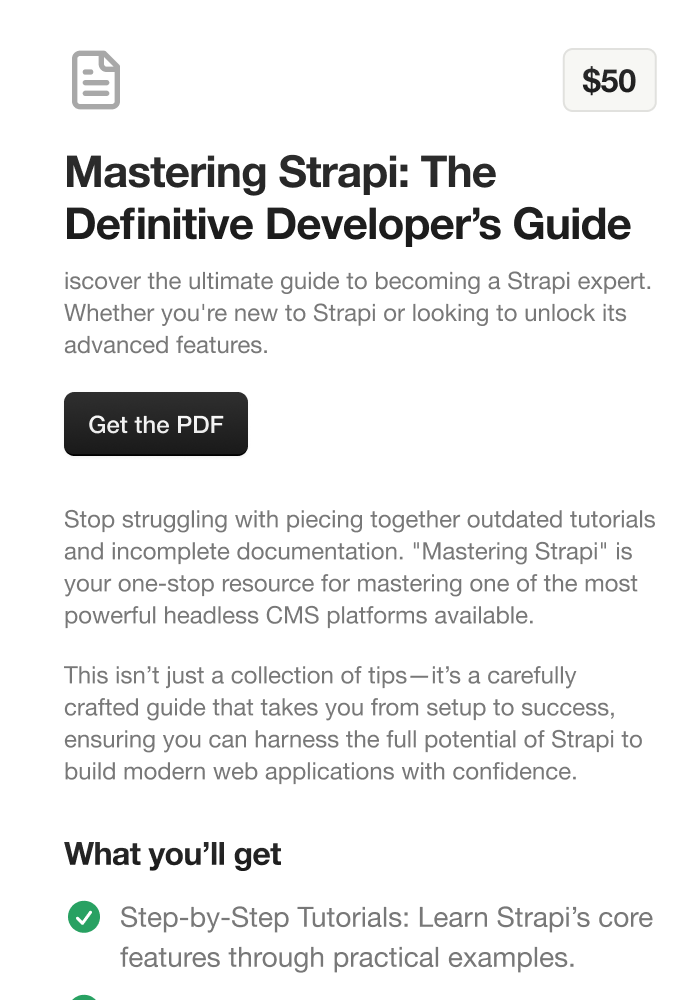 $50
Mastering Strapi: The
Definitive Developer’s Guide
iscover the ultimate guide to becoming a Strapi expert.
Whether you're new to Strapi or looking to unlock its
advanced features.
Get the PDF
Stop struggling with piecing together outdated tutorials
and incomplete documentation. "Mastering Strapi" is
your one-stop resource for mastering one of the most
powerful headless CMS platforms available.
This isn’t just a collection of tips—it’s a carefully
crafted guide that takes you from setup to success,
ensuring you can harness the full potential of Strapi to
build modern web applications with confidence.
What you’ll get
Step-by-Step Tutorials: Learn Strapi’s core
features through practical examples.